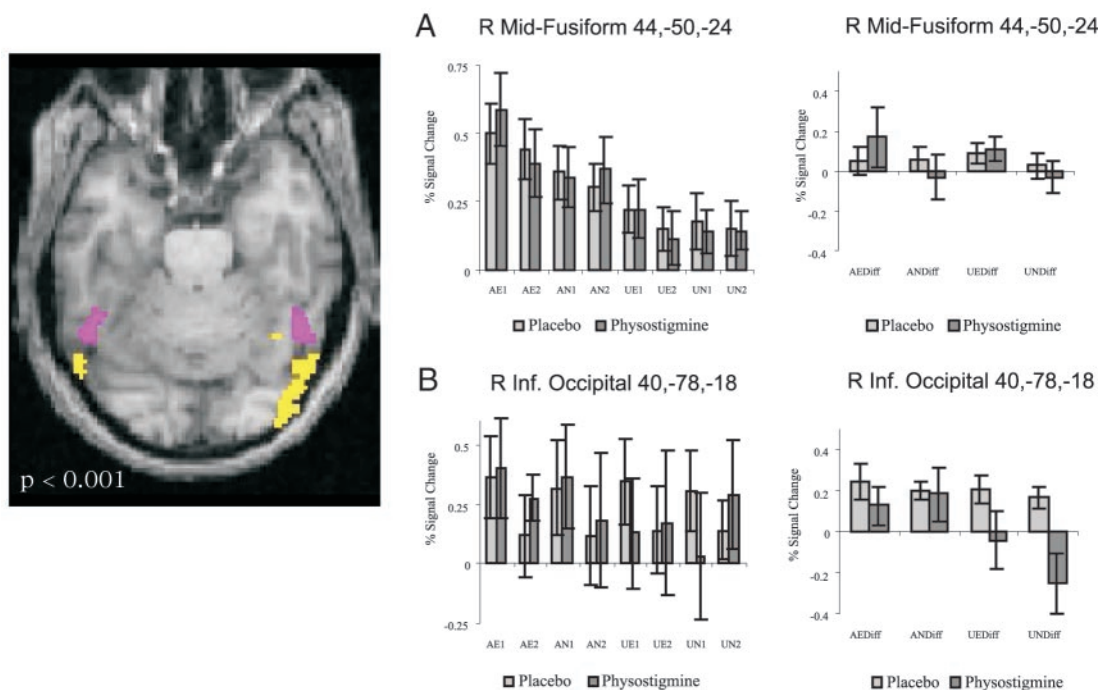 p < 0.001
A
R Mid-Fusiform 44,-50,-24
% Signal Change
0.75
0.5
0.25
0
AE1 AE2 AN1 AN2 UE1 UE2 UN1 UN2
Placebo Physostigmine
R Mid-Fusiform 44,-50,-24
% Signal Change
0.4
0.2
0
-0.2
-0.4
AEDiff ANDiff UEDiff UNDiff
Placebo Physostigmine
B
R Inf. Occipital 40,-78,-18
% Signal Change
0.5
0.25
0
-0.25
AE1 AE2 AN1 AN2 UE1 UE2 UN1 UN2
Placebo Physostigmine
R Inf. Occipital 40,-78,-18
% Signal Change
0.4
0.2
0
-0.2
-0.4
AEDiff ANDiff UEDiff UNDiff
Placebo Physostigmine